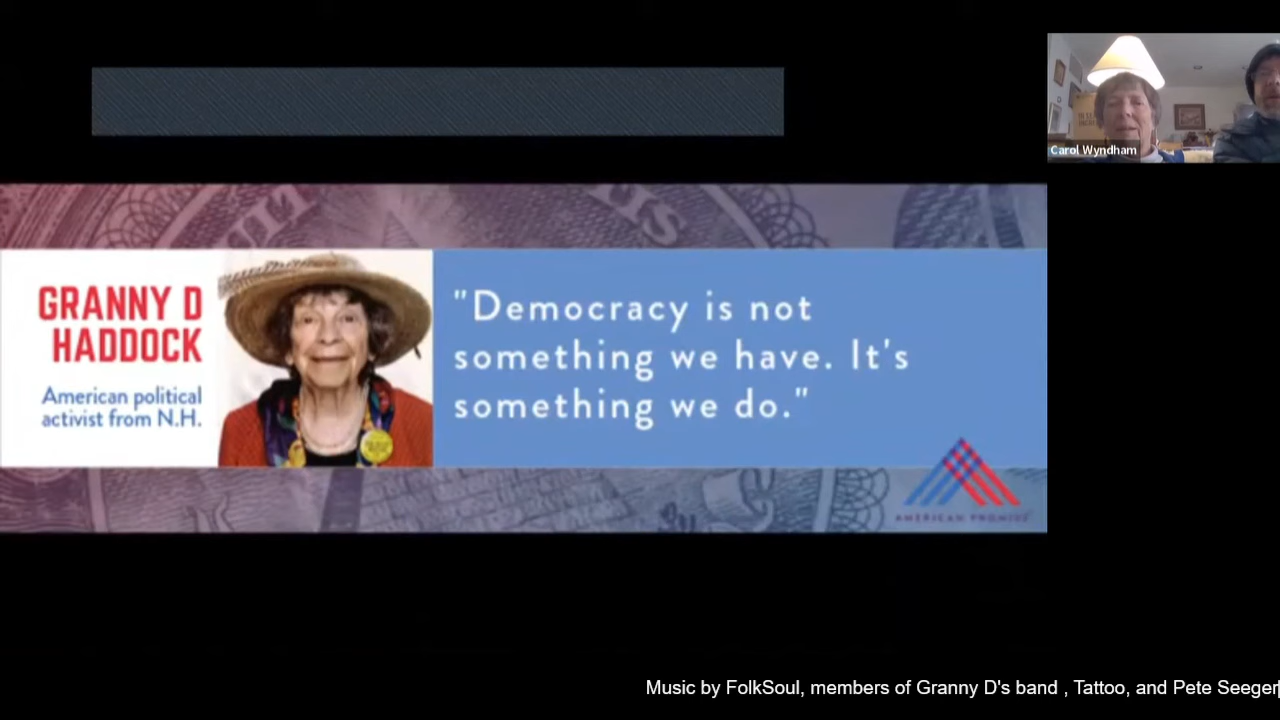 Carol Wyndham
GRANNY D
HADDOCK
American political
activist from N.H.
"Democracy is not
something we have. It's
something we do."
AMERICAN PROMISE
Music by FolkSoul, members of Granny D's band , Tattoo, and Pete Seeger